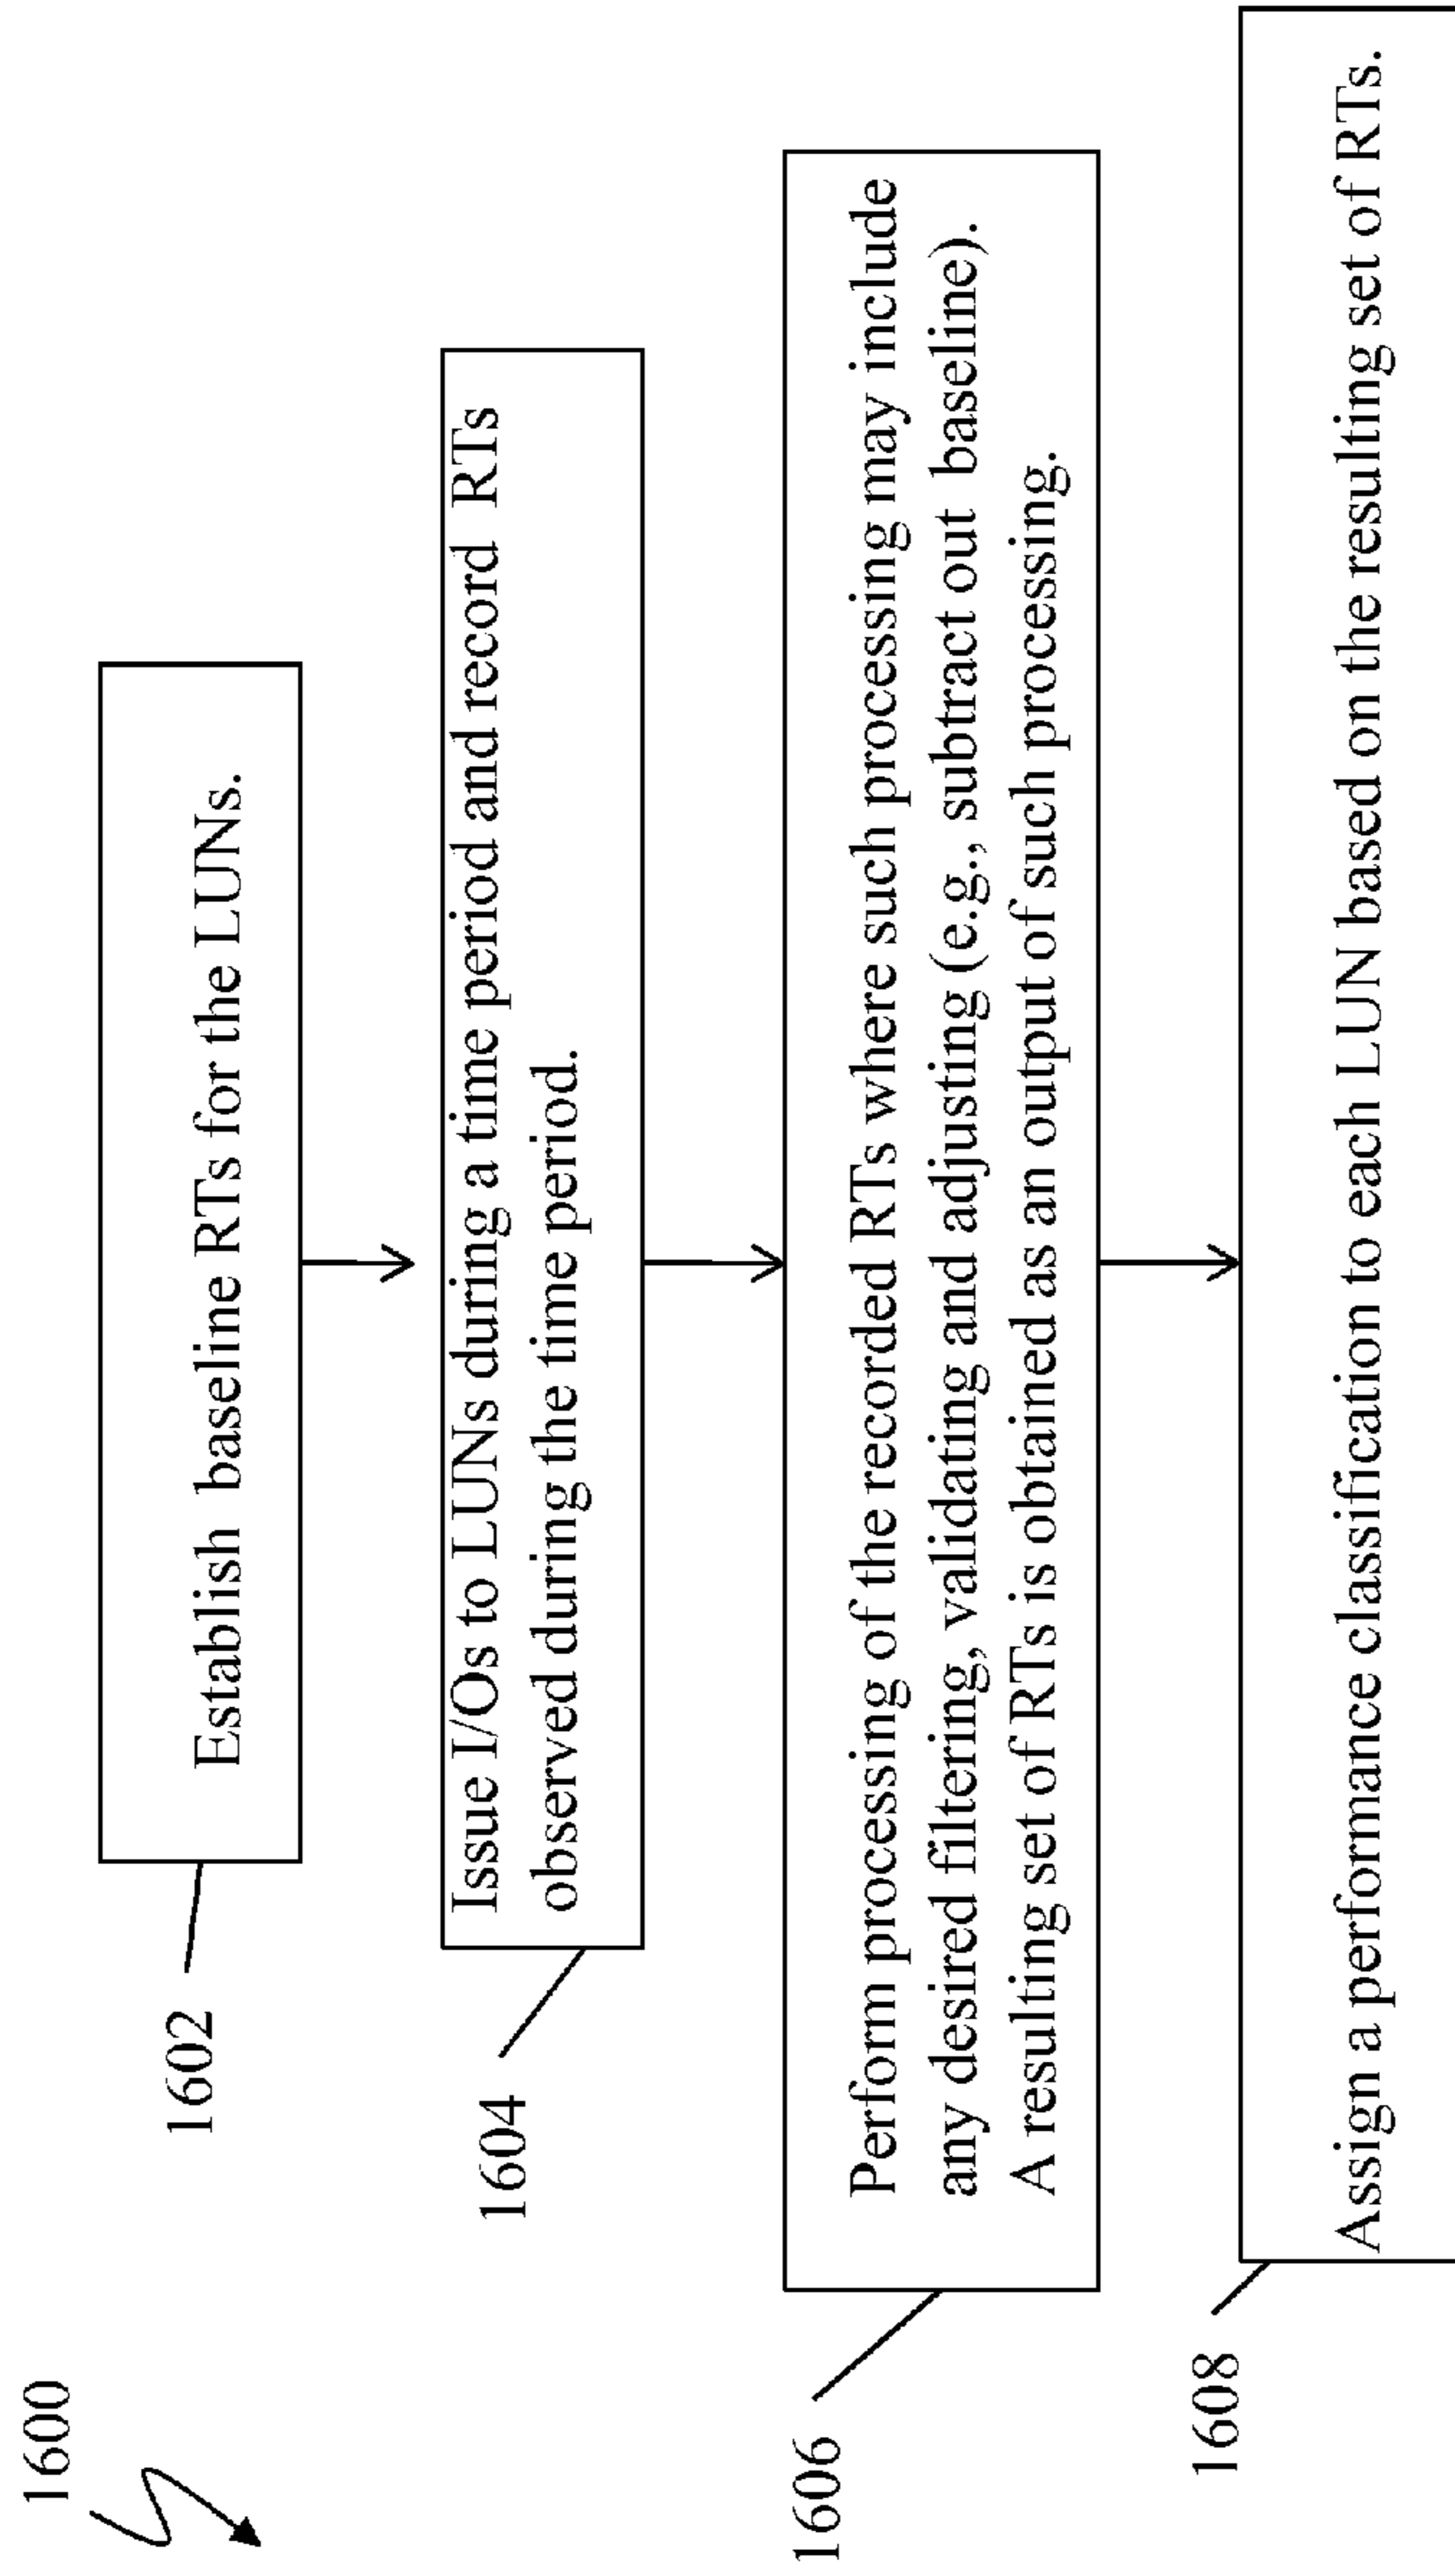 1600
1602
Establish baseline RTs for the LUNs.
1604
Issue I/Os to LUNs during a time period and record RTs
observed during the time period.
1606
Perform processing of the recorded RTs where such processing may include
any desired filtering, validating and adjusting (e.g., subtract out baseline).
A resulting set of RTs is obtained as an output of such processing.
1608
Assign a performance classification to each LUN based on the resulting set of RTs.